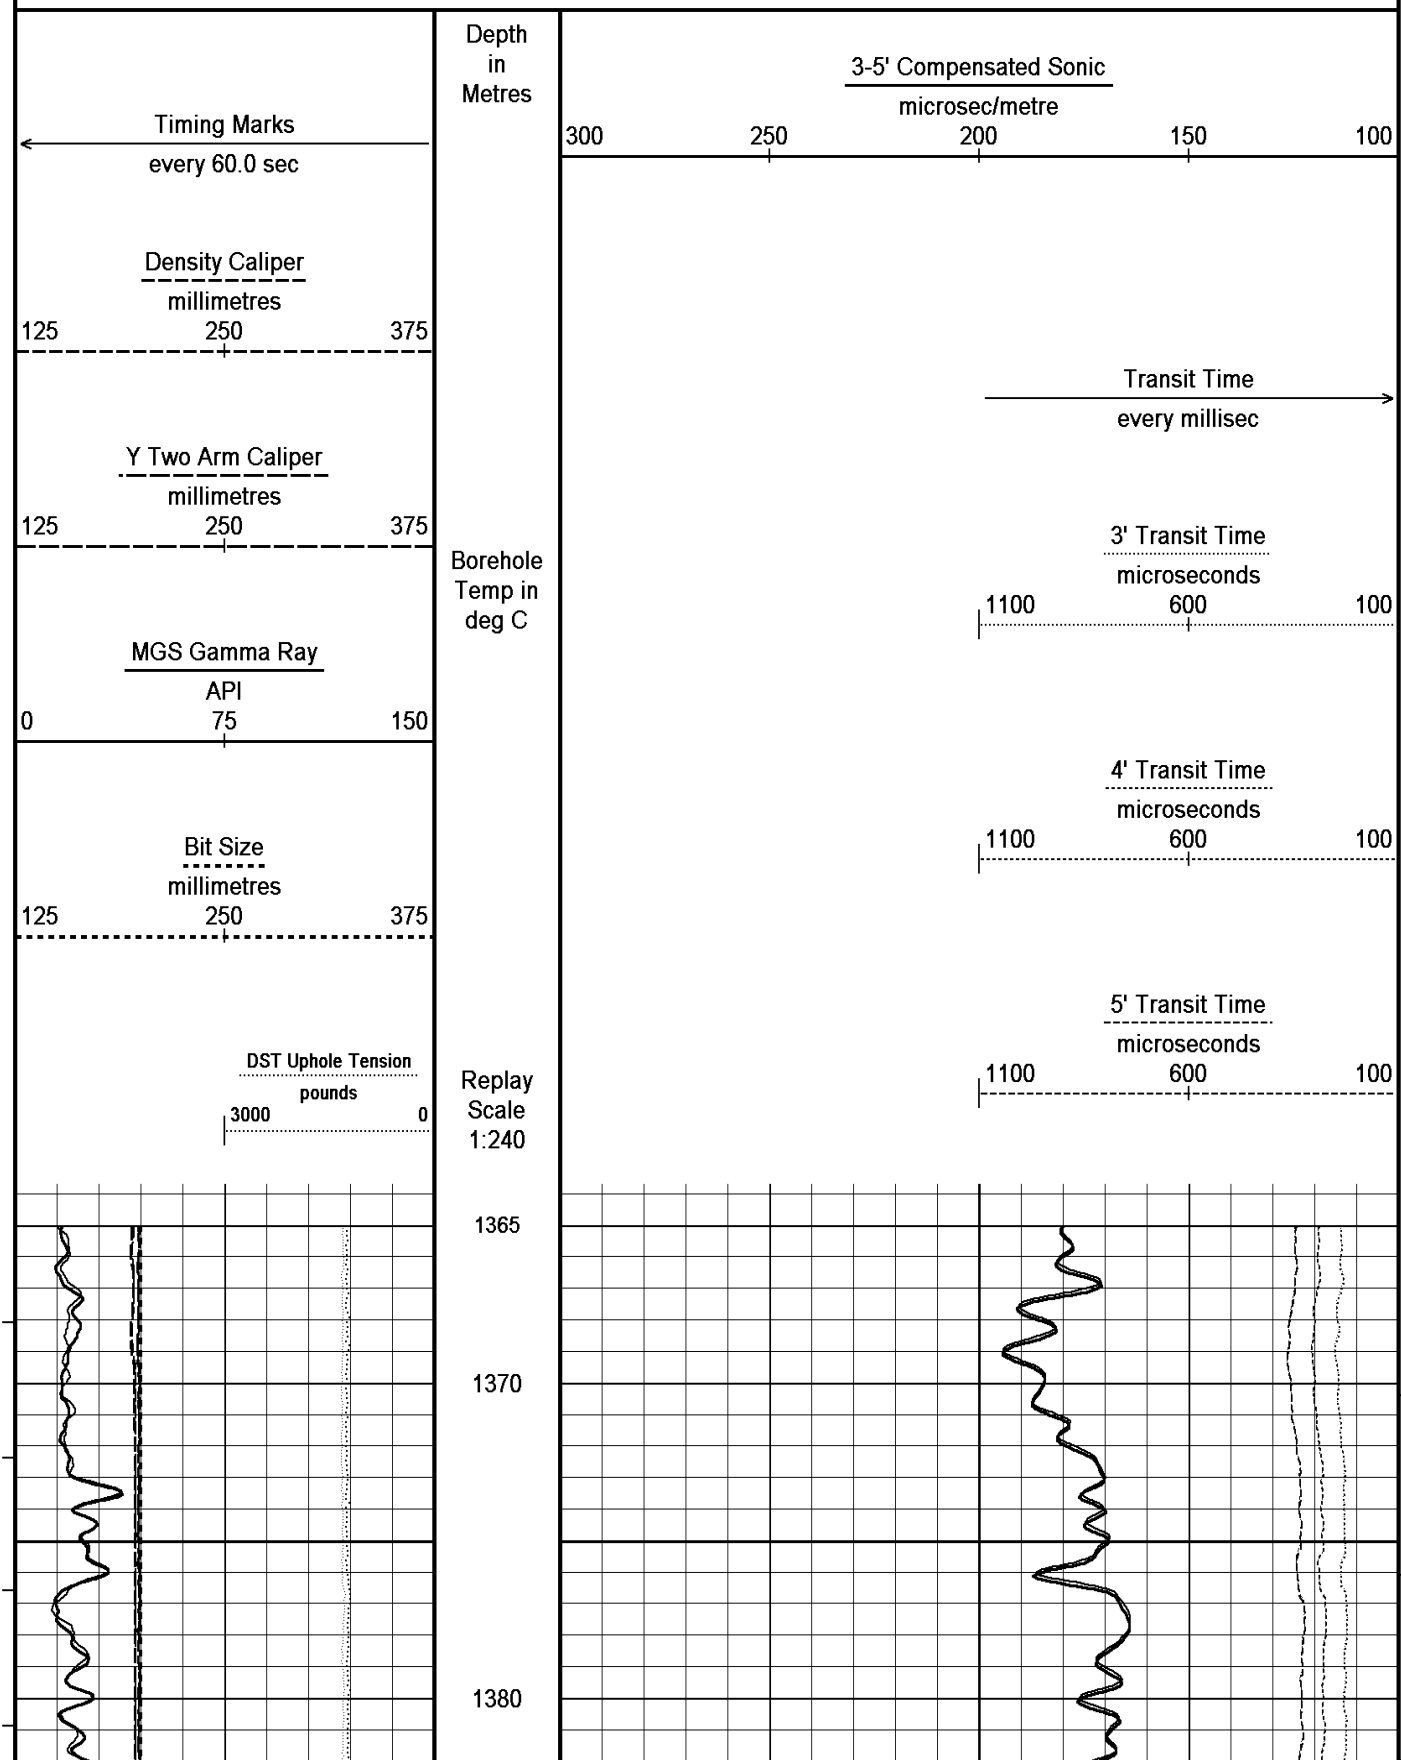 Depth
in
Metres
3-5' Compensated Sonic
microsec/metre
300 250 200 150 100
Timing Marks
every 60.0 sec
Density Caliper
millimetres
125 250 375
Transit Time
every millisec
Y Two Arm Caliper
millimetres
125 250 375
3' Transit Time
microseconds
1100 600 100
Borehole
Temp in
deg C
MGS Gamma Ray
API
0 75 150
4' Transit Time
microseconds
1100 600 100
Bit Size
millimetres
125 250 375
5' Transit Time
microseconds
1100 600 100
DST Uphole Tension
pounds
3000 0
Replay
Scale
1:240
1365
1370
1380